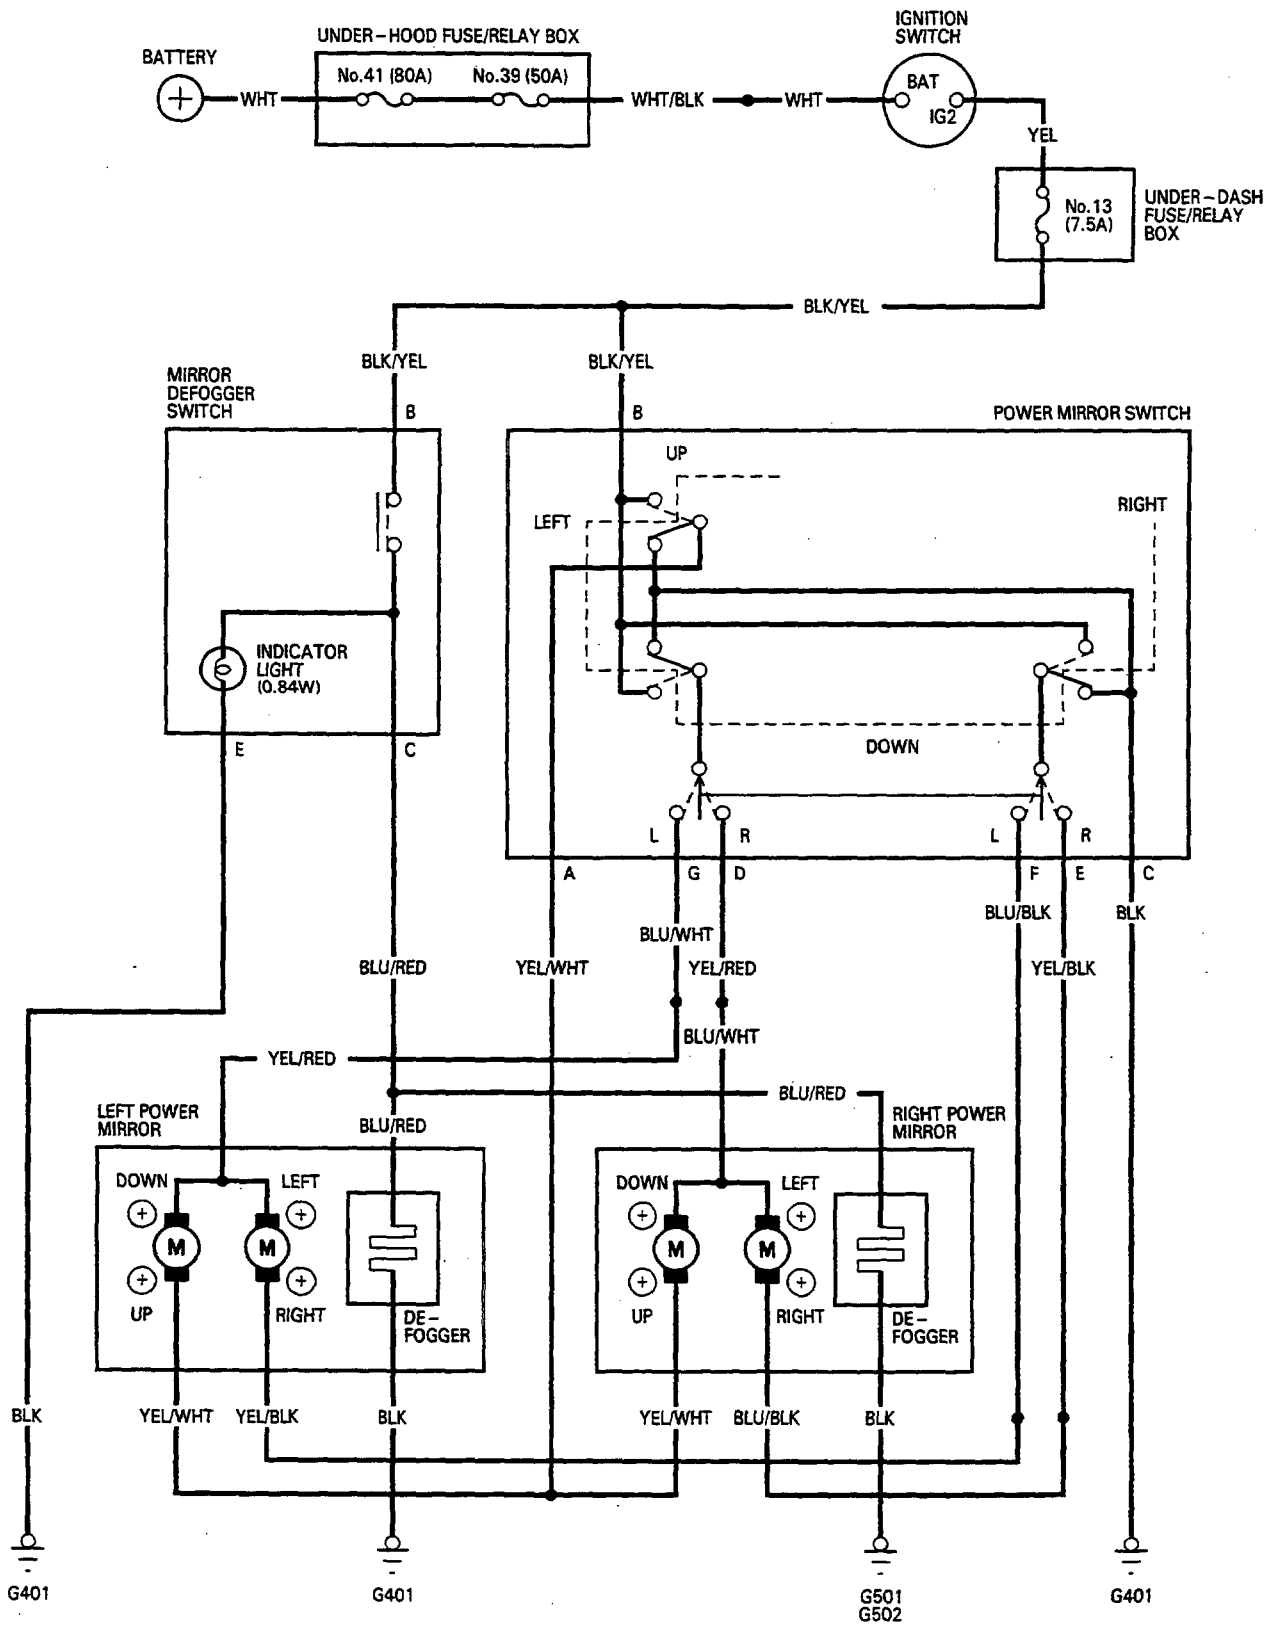 IGNITION
SWITCH
UNDER-HOOD FUSE/RELAY BOX
BATTERY
No.41 (80A)
No.39 (50A)
BAT
IG2
WHT
WHT/BLK
WHT
YEL
No.13
(7.5A)
UNDER-DASH
FUSE/RELAY
BOX
BLK/YEL
BLK/YEL
BLK/YEL
MIRROR
DEFOGGER
SWITCH
B
B
POWER MIRROR SWITCH
UP
LEFT
RIGHT
INDICATOR
LIGHT
(0.84W)
DOWN
E
C
L
R
L
R
A
G
D
F
E
C
BLU/BLK
BLK
BLU/WHT
BLU/RED
YEL/WHT
YEL/RED
YEL/BLK
BLU/WHT
YEL/RED
BLU/RED
LEFT POWER
MIRROR
BLU/RED
RIGHT POWER
MIRROR
DOWN
LEFT
DOWN
LEFT
+
+
+
+
M
M
M
M
+
+
+
+
UP
RIGHT
DE-
FOGGER
UP
RIGHT
DE-
FOGGER
BLK
YEL/WHT
YEL/BLK
BLK
YEL/WHT
BLU/BLK
BLK
G401
G401
G501
G502
G401